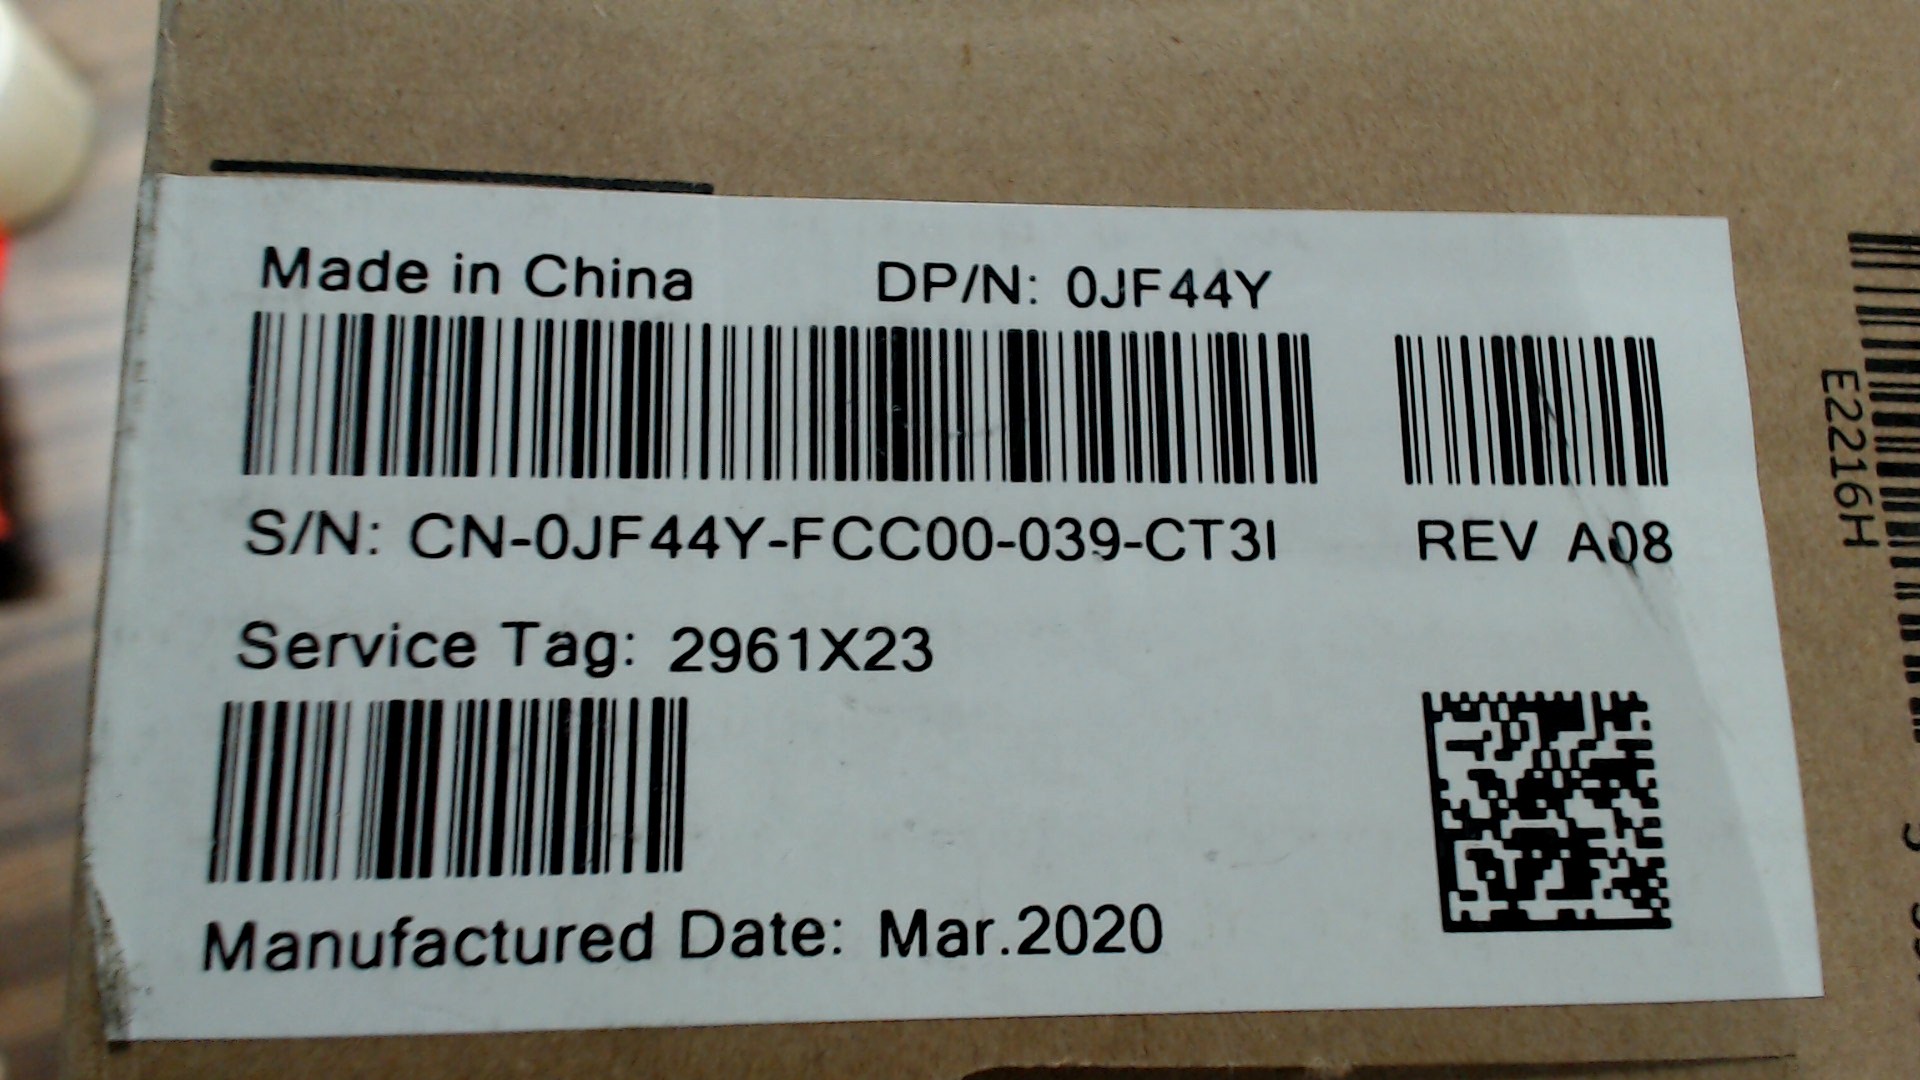 Made in China DP/N: 0JF44Y
S/N: CN-0JF44Y-FCC00-039-CT3I REV A08
Service Tag: 2961X23
Manufactured Date: Mar.2020
E2216H